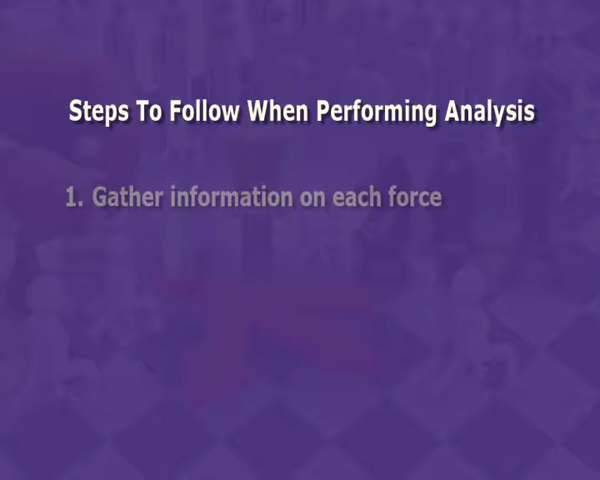 Steps To Follow When Performing Analysis
1. Gather information on each force